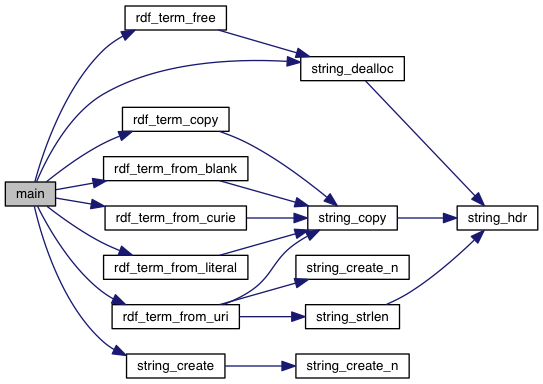 rdf_term_free
string_dealloc
rdf_term_copy
rdf_term_from_blank
main
rdf_term_from_curie
string_copy
string_hdr
rdf_term_from_literal
string_create_n
rdf_term_from_uri
string_strlen
string_create
string_create_n